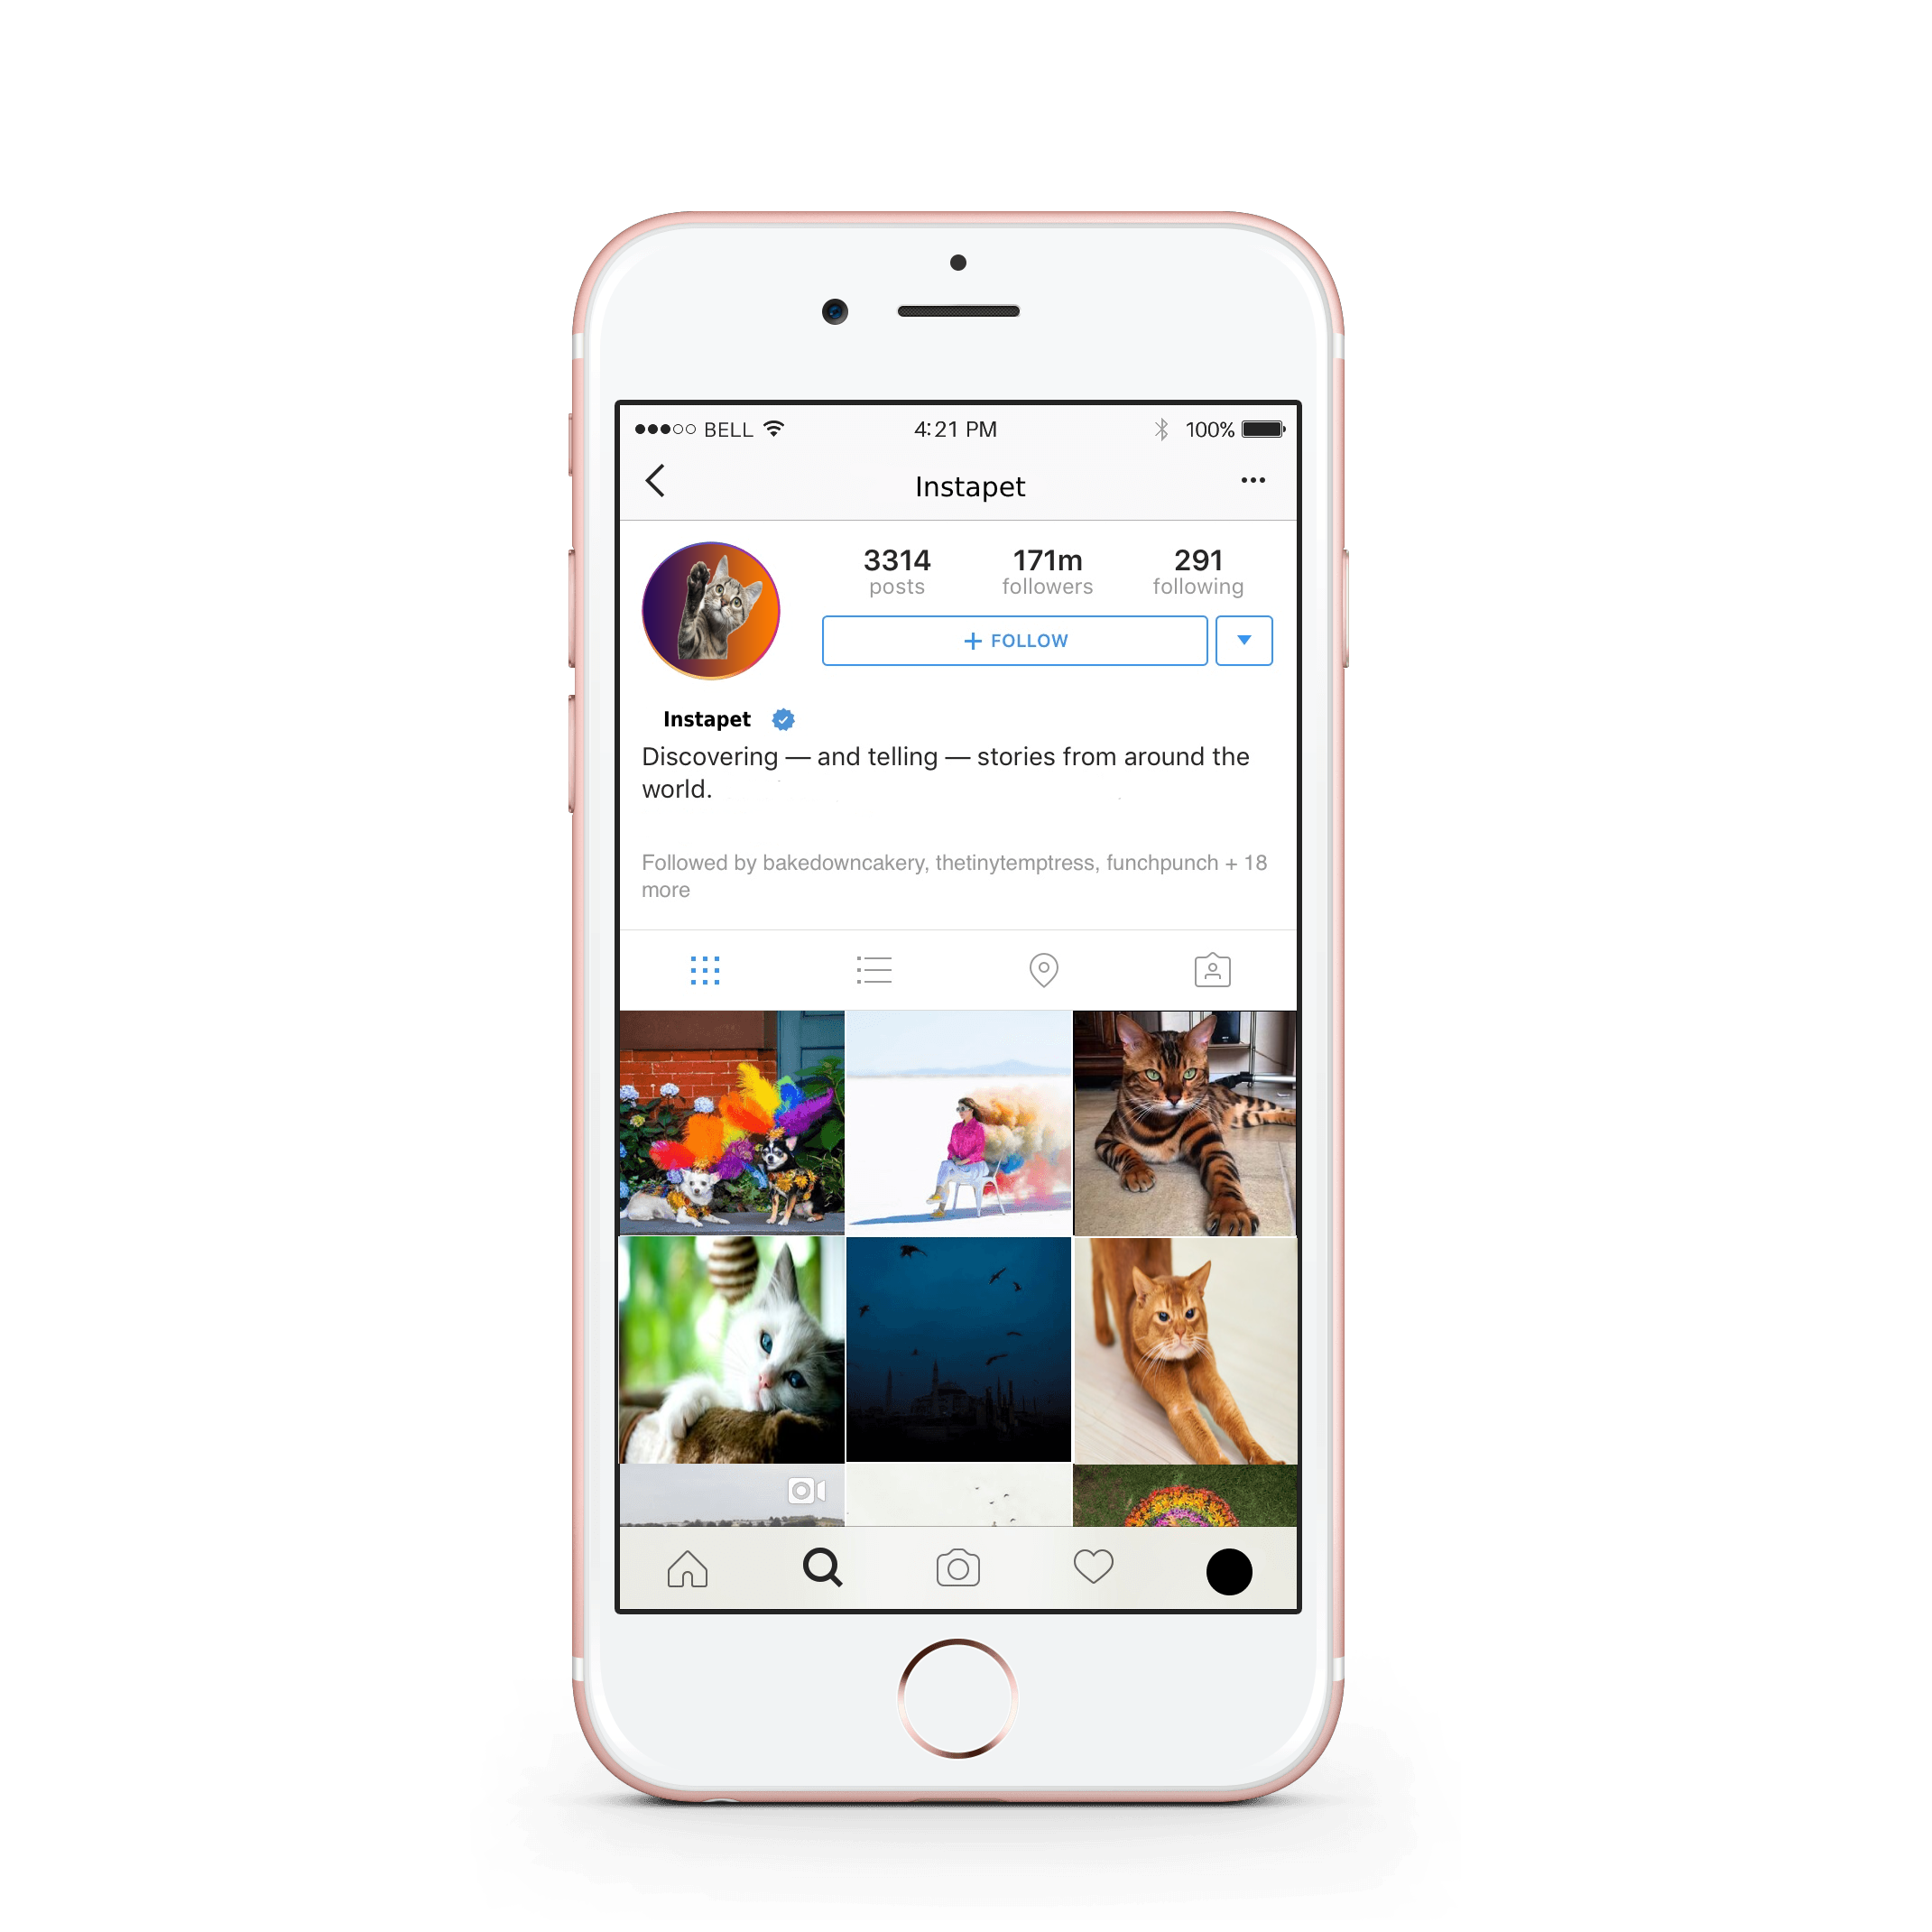 BELL 4:21 PM 100%
Instapet
3314 171m 291
posts followers following
+ FOLLOW
Instapet
Discovering — and telling — stories from around the
world.
Followed by bakedowncakery, thetinytemptress, funchpunch + 18
more